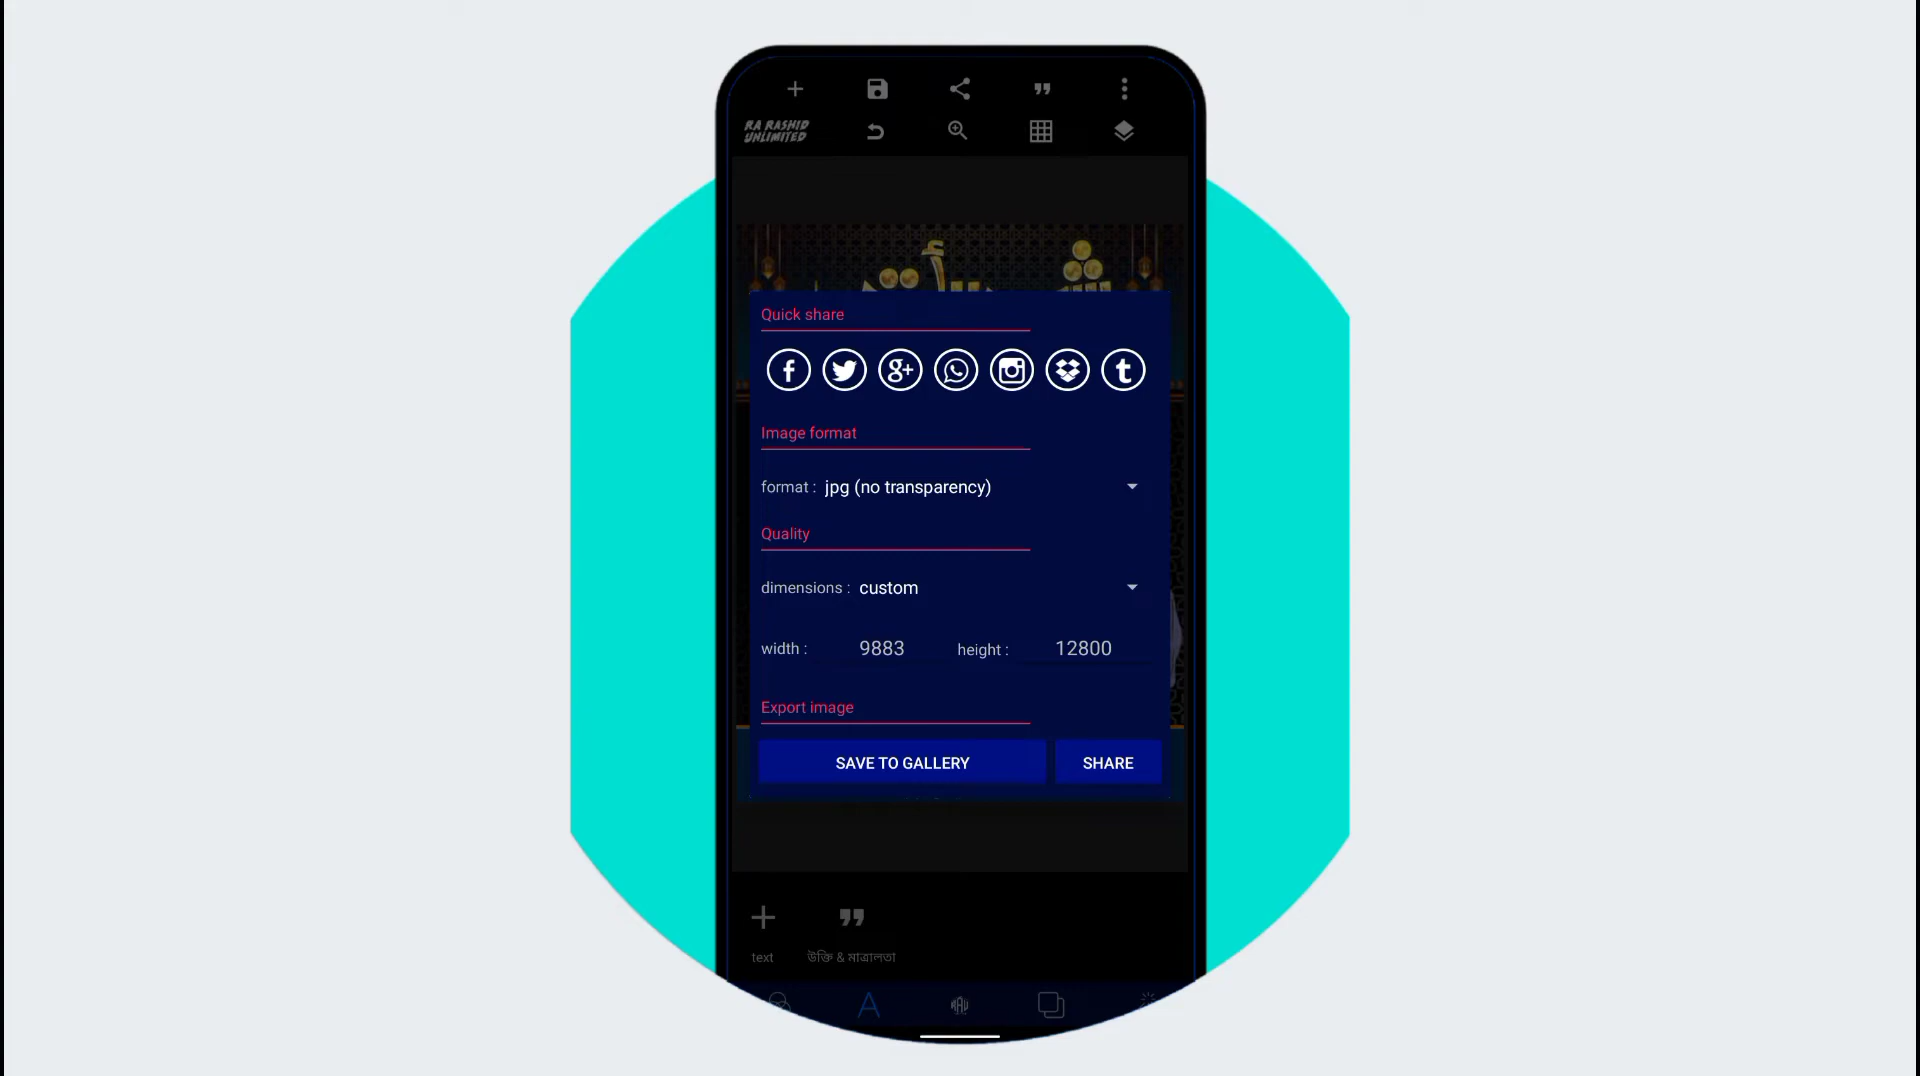 RA RASHID
UNLIMITED
Quick share
Image format
format : jpg (no transparency)
Quality
dimensions : custom
width : 9883 height : 12800
Export image
SAVE TO GALLERY SHARE
text উক্তি & মাত্রালতা